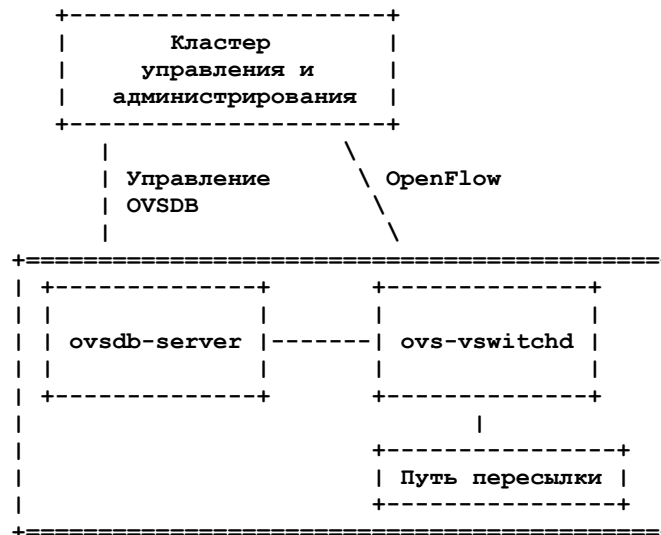 Кластер
управления и
администрирования
Управление
OVSDB
OpenFlow
ovsdb-server
ovs-vswitchd
Путь пересылки